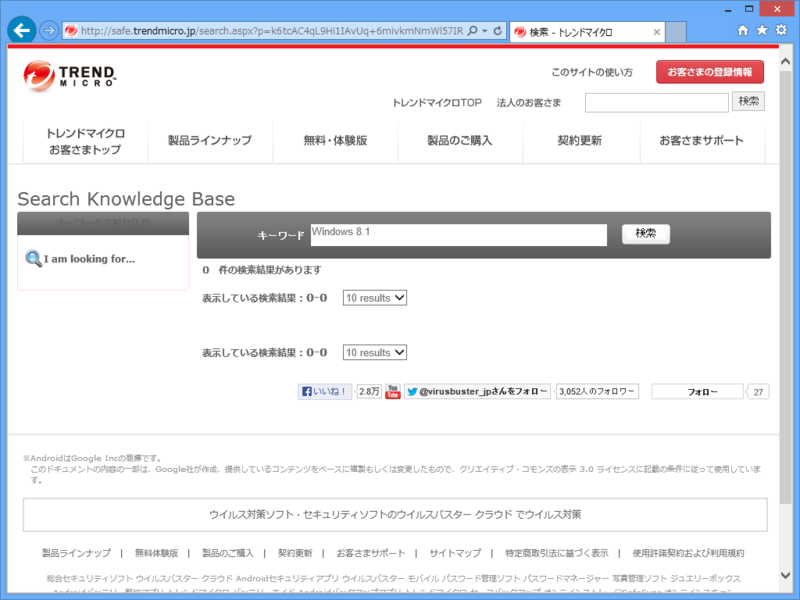 http://safe.trendmicro.jp/search.aspx?p=k6tcAC4qL9Hi1IAvUq+6mivkmNmWl57IR
検索 - トレンドマイクロ
TREND MICRO
このサイトの使い方
お客さまの登録情報
トレンドマイクロTOP 法人のお客さま
検索
トレンドマイクロ お客さまトップ
製品ラインナップ
無料・体験版
製品のご購入
契約更新
お客さまサポート
Search Knowledge Base
キーワードを絞り込む
I am looking for...
キーワード
Windows 8.1
検索
0 件の検索結果があります
表示している検索結果：0-0
10 results
表示している検索結果：0-0
10 results
いいね！ 2.8万
You Tube
@virusbuster_jpさんをフォロー
3,052人のフォロワー
フォロー
27
※AndroidはGoogle Incの商標です。
このドキュメントの内容の一部は、Google社が作成、提供しているコンテンツをベースに複製もしくは変更したもので、クリエイティブ・コモンズの表示 3.0 ライセンスに記載の条件に従って使用していま
す。
ウイルス対策ソフト・セキュリティソフトのウイルスバスター クラウド でウイルス対策
製品ラインナップ | 無料体験版 | 製品のご購入 | 契約更新 | お客さまサポート | サイトマップ | 特定商取引法に基づく表示 | 使用許諾契約および利用規約
総合セキュリティソフト ウイルスバスター クラウド Androidセキュリティアプリ ウイルスバスター モバイル パスワード管理ソフト パスワードマネージャー 写真管理ソフト ジュエリーボックス